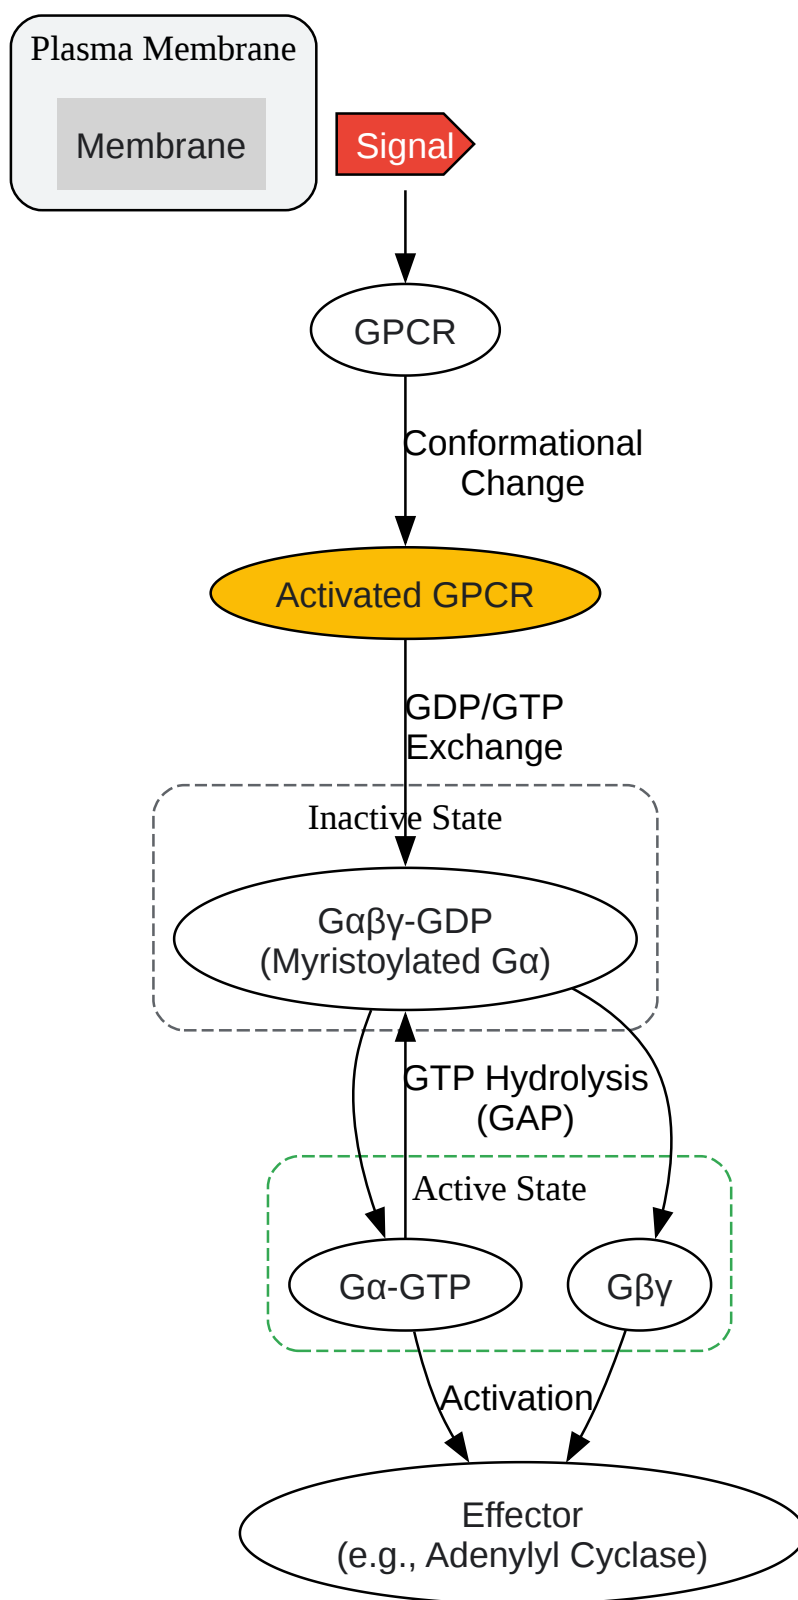 Plasma Membrane
Membrane
Signal
GPCR
Conformational
Change
Activated GPCR
GDP/GTP
Exchange
Inactive State
Gαβγ-GDP
(Myristoylated Gα)
GTP Hydrolysis
(GAP)
Active State
Gα-GTP
Gβγ
Activation
Effector
(e.g., Adenylyl Cyclase)